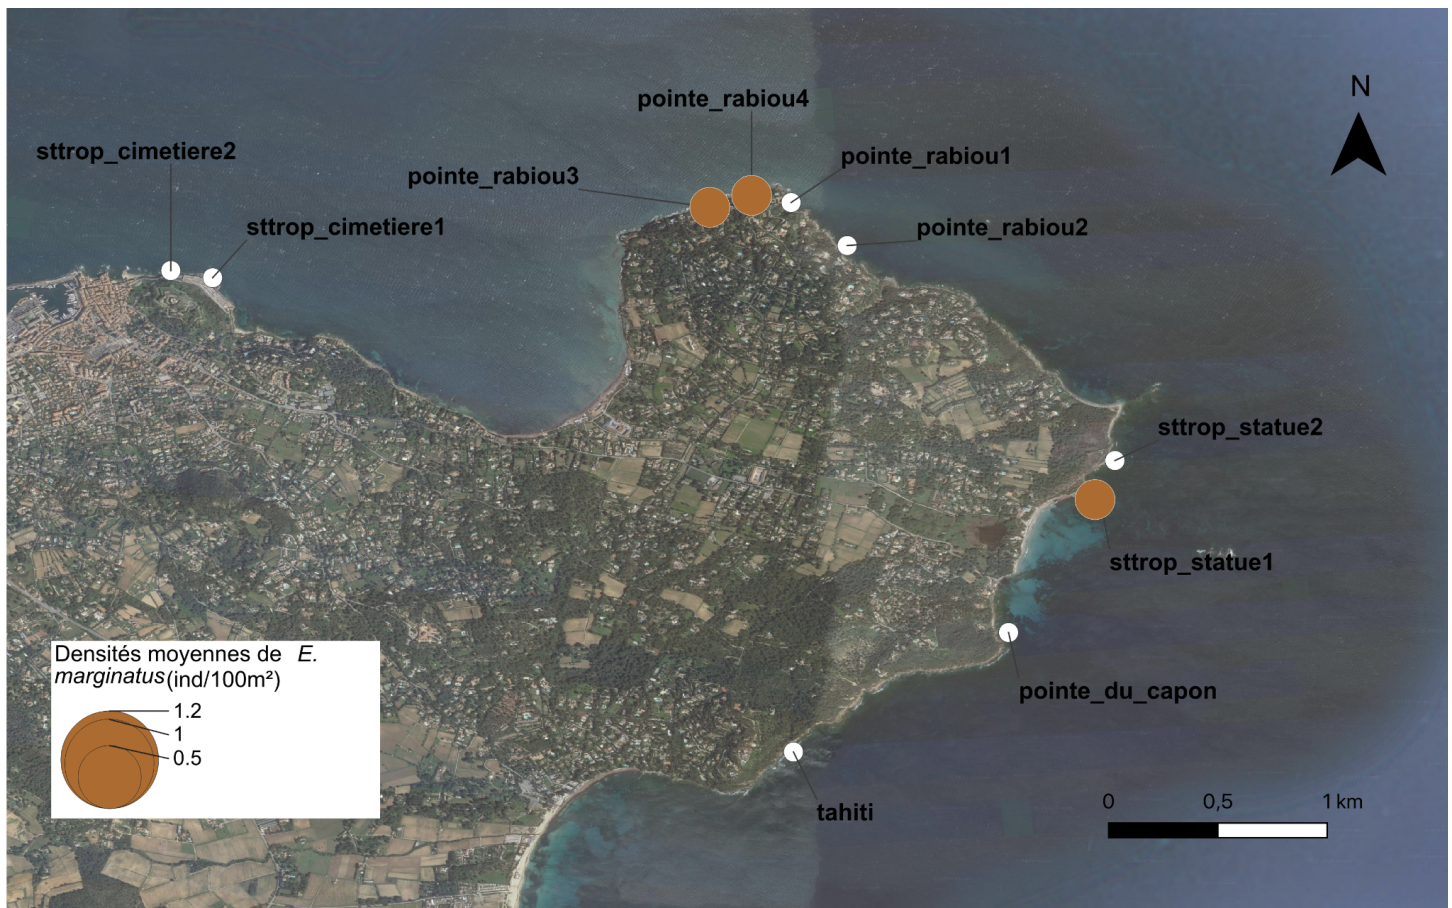 N
pointe_rabiou4
sttrop_cimetiere2
pointe_rabiou1
pointe_rabiou3
sttrop_cimetiere1
pointe_rabiou2
sttrop_statue2
sttrop_statue1
Densités moyennes de E.
marginatus (ind/100m²)
1.2
1
0.5
pointe_du_capon
tahiti
0 0,5 1 km